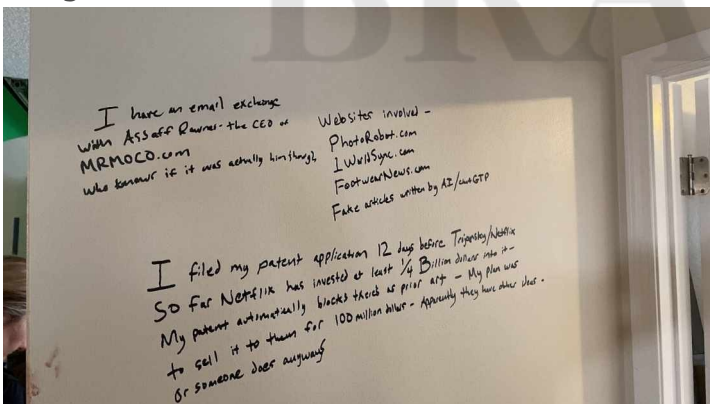 BRA
I have an email exchange
with Assaff Rawner - the CEO of
MRMOCO.com
who knows if it was actually him though
Websites involved -
PhotoRobot.com
1WorldSync.com
FootwearNews.com
Fake articles written by AI/chatGTP
I filed my patent application 12 days before /Netflix
So far Netflix has invested at least 1/4 Billion dollars into it -
My patent automatically blocks theirs as prior art - My plan was
to sell it to them for 100 million dollars - Apparently they have other ideas -
Or someone does anyways